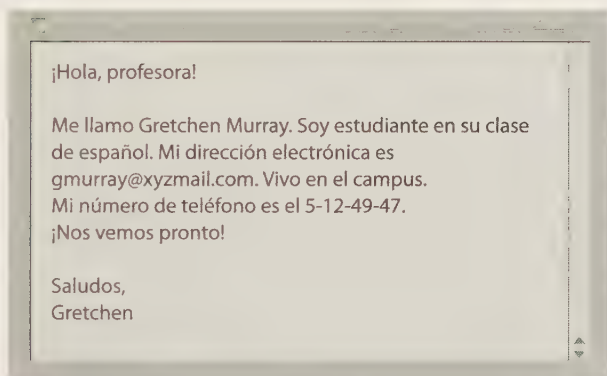 ¡Hola, profesora!
Me llamo Gretchen Murray. Soy estudiante en su clase
de español. Mi dirección electrónica es
gmurray@xyzmail.com. Vivo en el campus.
Mi número de teléfono es el 5-12-49-47.
¡Nos vemos pronto!
Saludos,
Gretchen